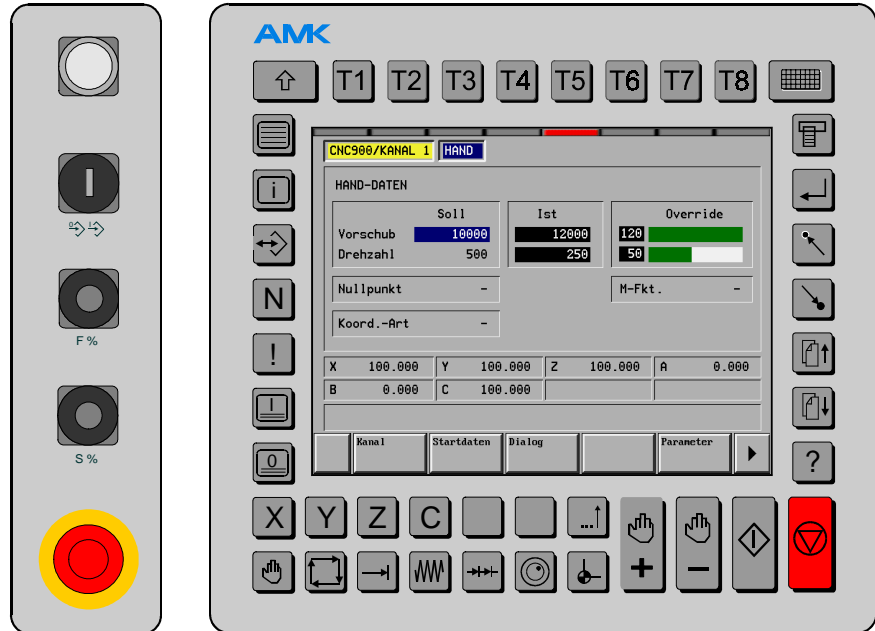 AMK
T1 T2 T3 T4 T5 T6 T7 T8
CNC900/KANAL 1 HAND
HAND-DATEN
Soll Ist Override
Vorschub 10000 12000 120
Drehzahl 500 250 50
Nullpunkt - M-Fkt. -
Koord.-Art -
X 100.000 Y 100.000 Z 100.000 A 0.000
B 0.000 C 100.000
Kanal Startdaten Dialog Parameter
i
N
!
I
0
?
X Y Z C
...
+ -
0 1
F %
S %